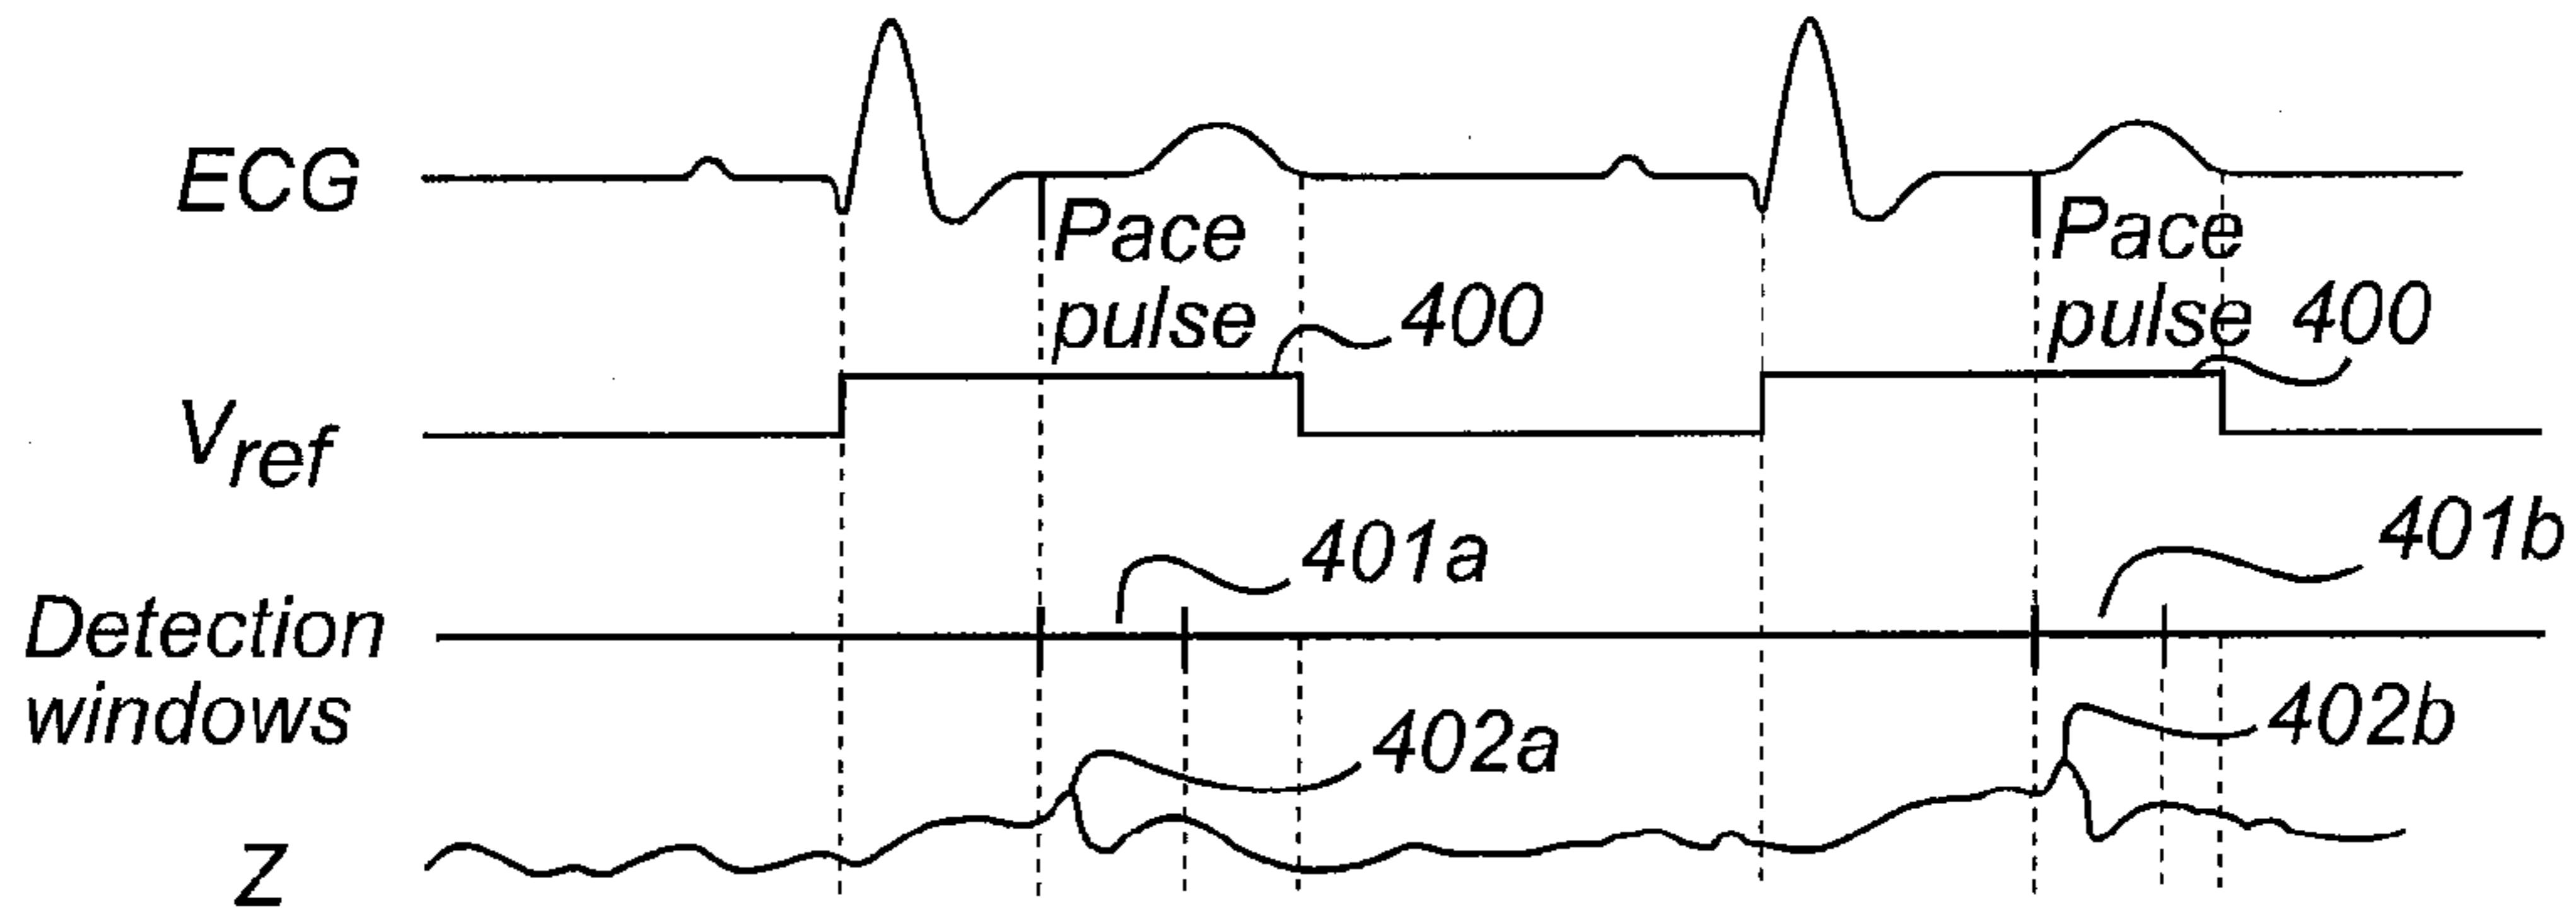 ECG
Pace
pulse
400
Pace
pulse
400
Vref
401a
401b
Detection
windows
402a
402b
Z